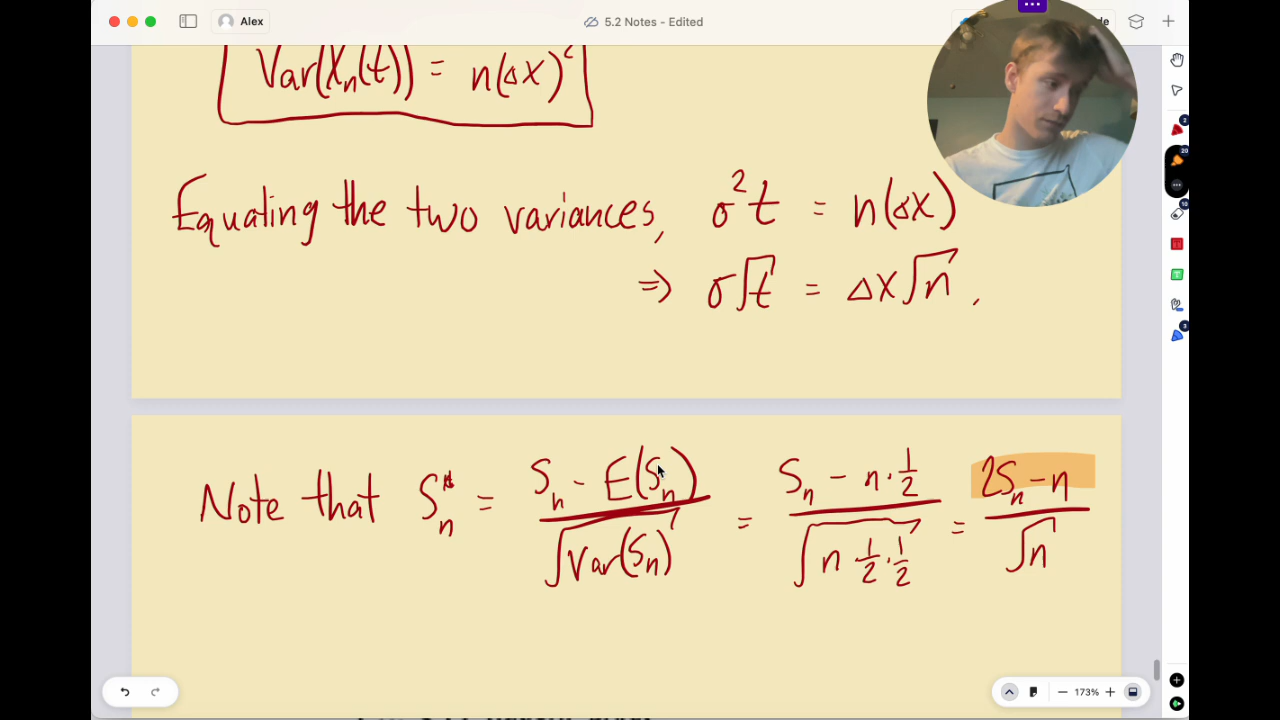 Alex
5.2 Notes - Edited
Var(Xn(t)) = n(ΔX)²
Equating the two variances, σ²t = n(ΔX)
⇒ σ√t = ΔX√n.
Note that Sn* = (Sn - E(Sn)) / √Var(Sn) = (Sn - n·1/2) / √(n·1/2·1/2) = (2Sn - n) / √n
173%